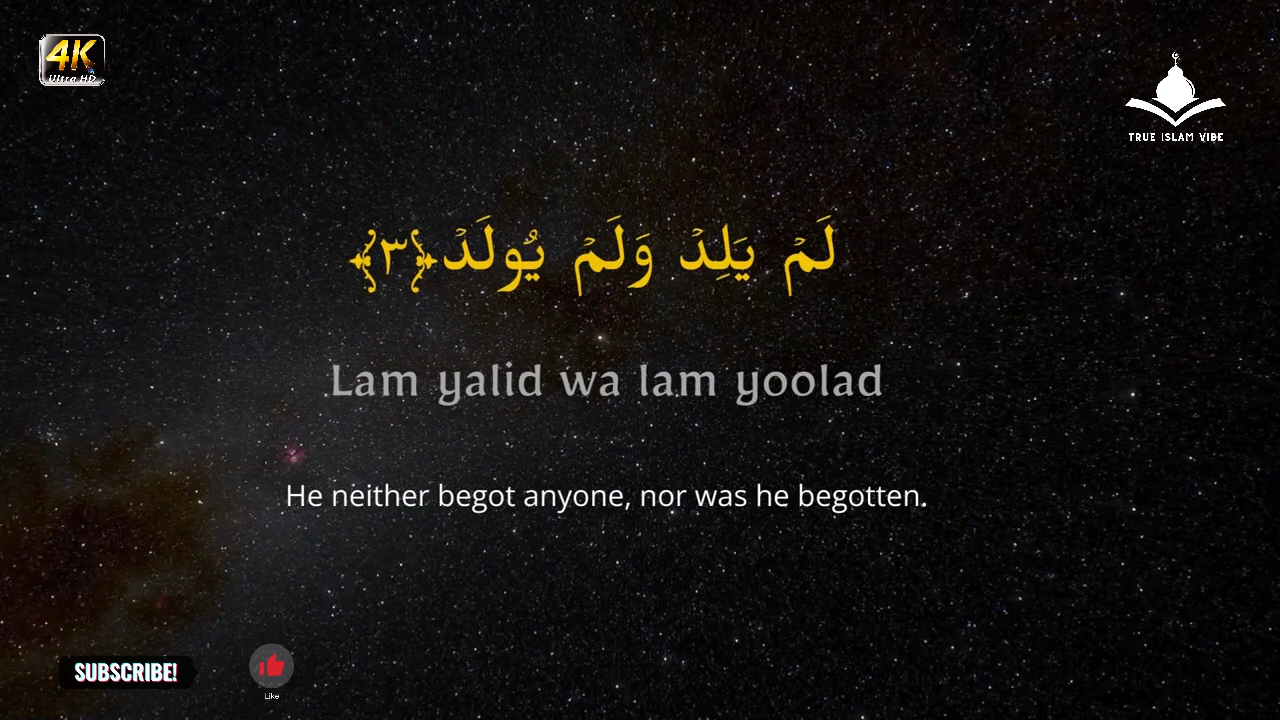 4K
Ultra HD
TRUE ISLAM VIBE
لَمْ يَلِدْ وَلَمْ يُولَدْ ﴿٣﴾
Lam yalid wa lam yoolad
He neither begot anyone, nor was he begotten.
SUBSCRIBE!
Like